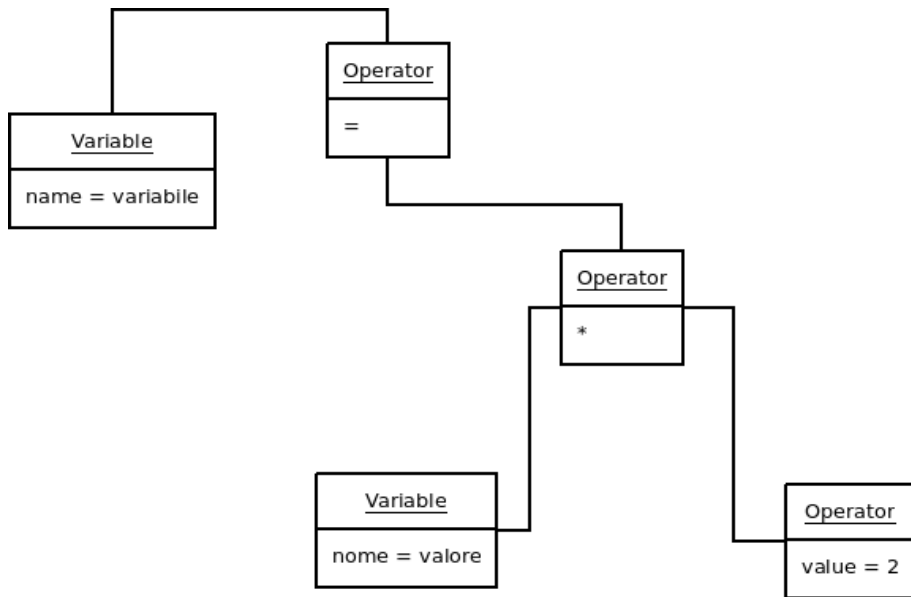 Operator
=
Variable
name = variabile
Operator
*
Variable
nome = valore
Operator
value = 2